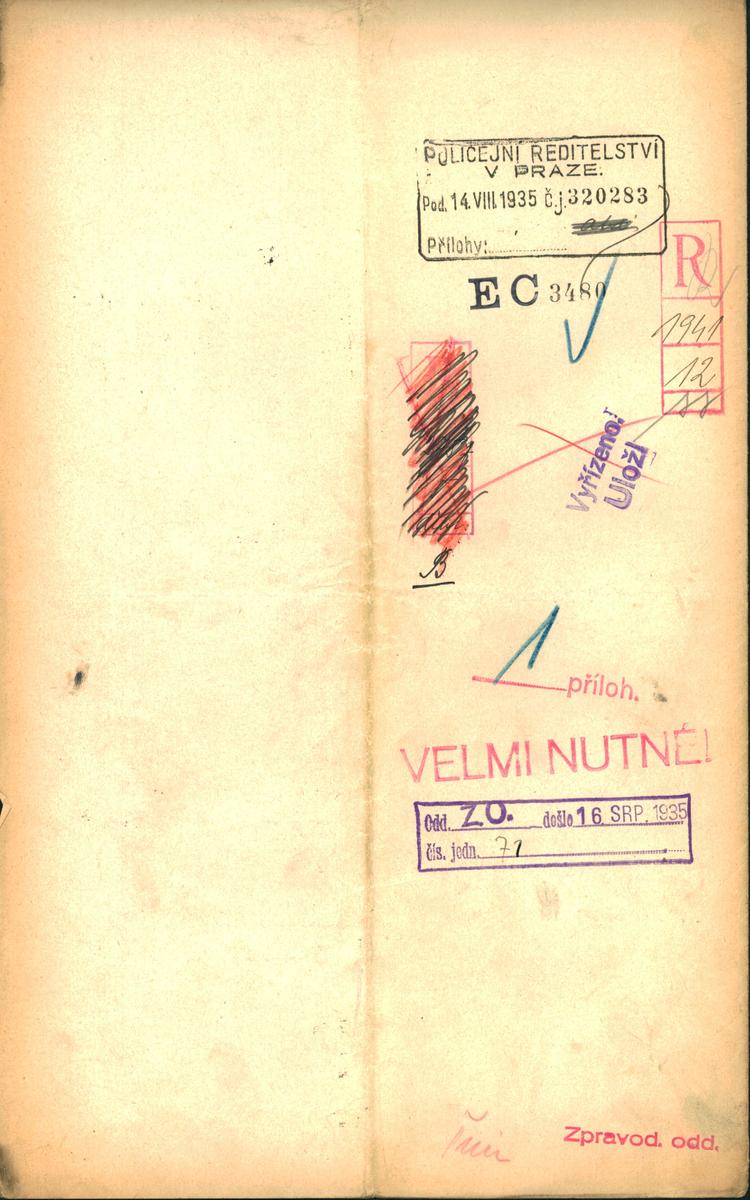 POLICEJNÍ ŘEDITELSTVÍ
V PRAZE.
Pod. 14. VIII. 1935 č.j. 320283
Přílohy:
EC 3480
R
1941
12
Vyřízeno!
Uloží
B
1 příloh.
VELMI NUTNÉ!
Odd. ZO. došlo 16. SRP. 1935
čís. jedn. 71
Zpravod. odd.